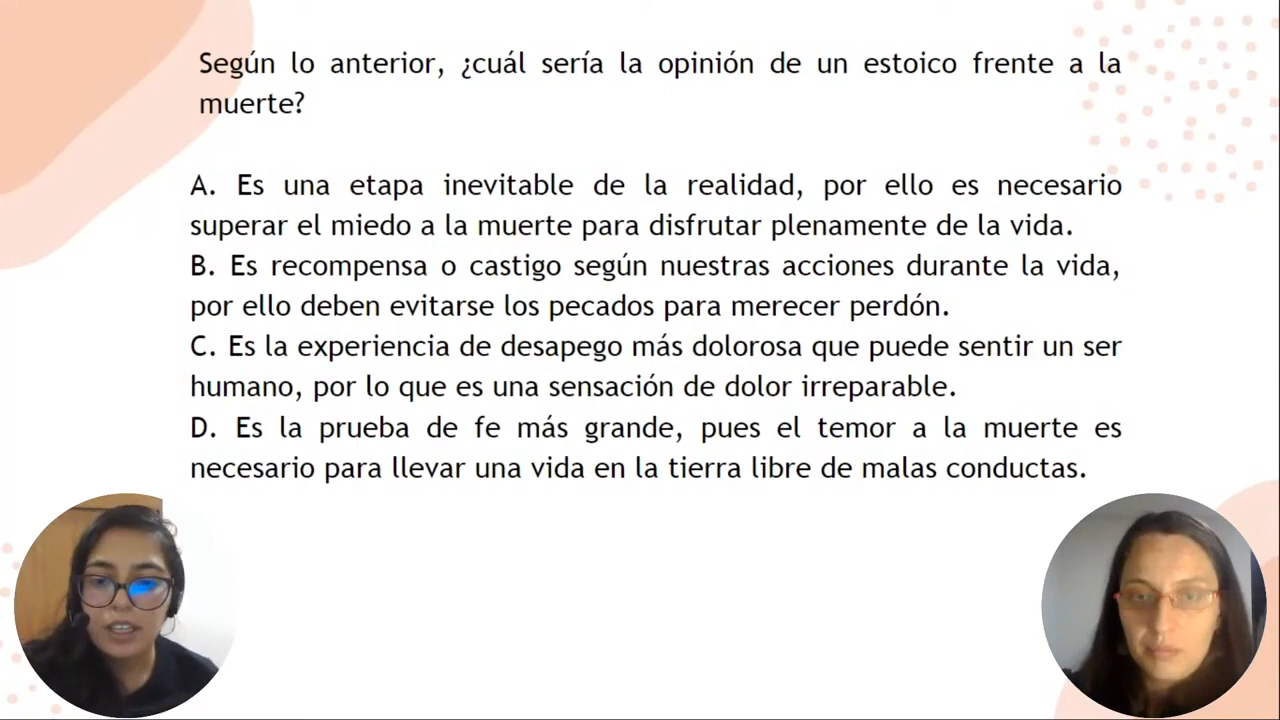 Según lo anterior, ¿cuál sería la opinión de un estoico frente a la
muerte?
A. Es una etapa inevitable de la realidad, por ello es necesario
superar el miedo a la muerte para disfrutar plenamente de la vida.
B. Es recompensa o castigo según nuestras acciones durante la vida,
por ello deben evitarse los pecados para merecer perdón.
C. Es la experiencia de desapego más dolorosa que puede sentir un ser
humano, por lo que es una sensación de dolor irreparable.
D. Es la prueba de fe más grande, pues el temor a la muerte es
necesario para llevar una vida en la tierra libre de malas conductas.